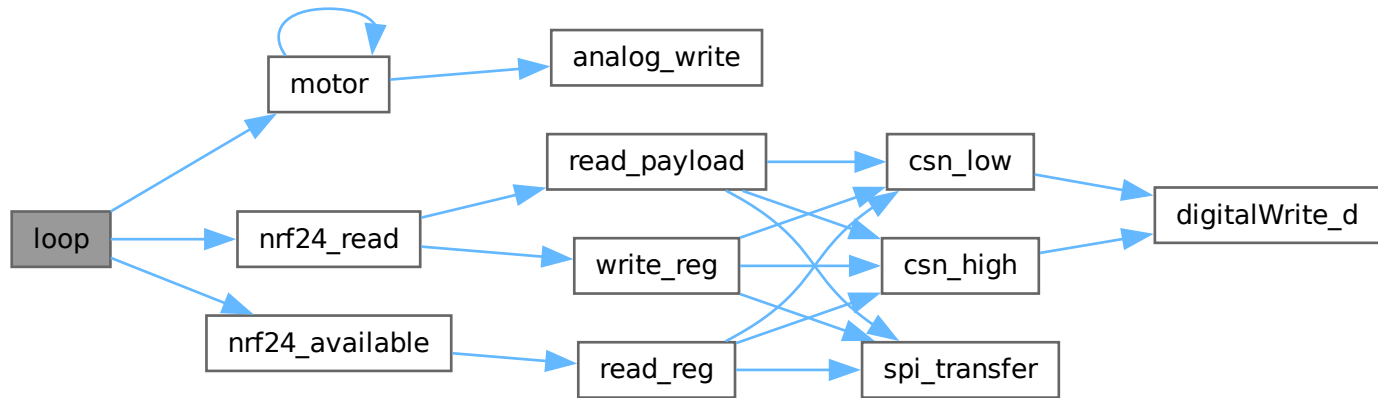 loop
motor
nrf24_read
nrf24_available
analog_write
read_payload
write_reg
read_reg
csn_low
csn_high
spi_transfer
digitalWrite_d